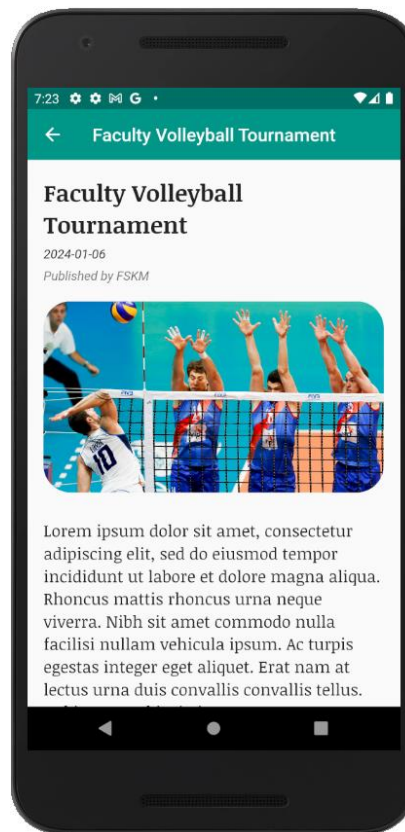 7:23
Faculty Volleyball Tournament
Faculty Volleyball
Tournament
2024-01-06
Published by FSKM
10
Lorem ipsum dolor sit amet, consectetur
adipiscing elit, sed do eiusmod tempor
incididunt ut labore et dolore magna aliqua.
Rhoncus mattis rhoncus urna neque
viverra. Nibh sit amet commodo nulla
facilisi nullam vehicula ipsum. Ac turpis
egestas integer eget aliquet. Erat nam at
lectus urna duis convallis convallis tellus.